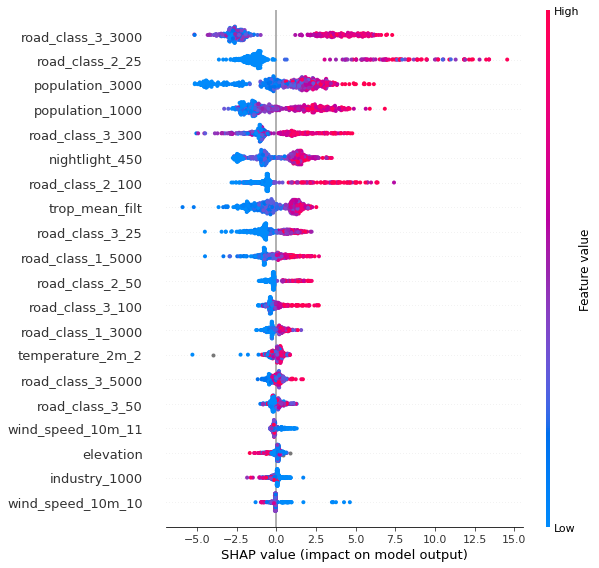 High
road_class_3_3000
road_class_2_25
population_3000
population_1000
road_class_3_300
nightlight_450
road_class_2_100
trop_mean_filt
road_class_3_25
road_class_1_5000
road_class_2_50
road_class_3_100
road_class_1_3000
temperature_2m_2
road_class_3_5000
road_class_3_50
wind_speed_10m_11
elevation
industry_1000
wind_speed_10m_10
Feature value
Low
−5.0 −2.5 0.0 2.5 5.0 7.5 10.0 12.5 15.0
SHAP value (impact on model output)